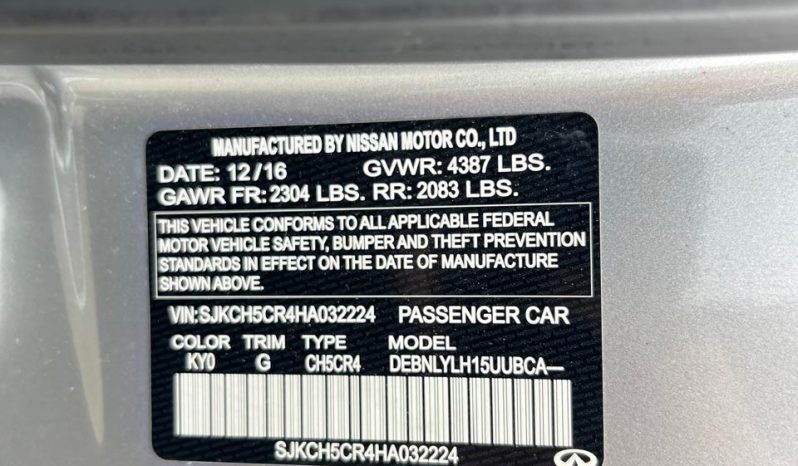 MANUFACTURED BY NISSAN MOTOR CO., LTD
DATE: 12/16 GVWR: 4387 LBS.
GAWR FR: 2304 LBS. RR: 2083 LBS.
THIS VEHICLE CONFORMS TO ALL APPLICABLE FEDERAL
MOTOR VEHICLE SAFETY, BUMPER AND THEFT PREVENTION
STANDARDS IN EFFECT ON THE DATE OF MANUFACTURE
SHOWN ABOVE.
VIN: SJKCH5CR4HA032224 PASSENGER CAR
COLOR TRIM TYPE MODEL
KY0 G CH5CR4 DEBNLYLH15UUBCA—
SJKCH5CR4HA032224